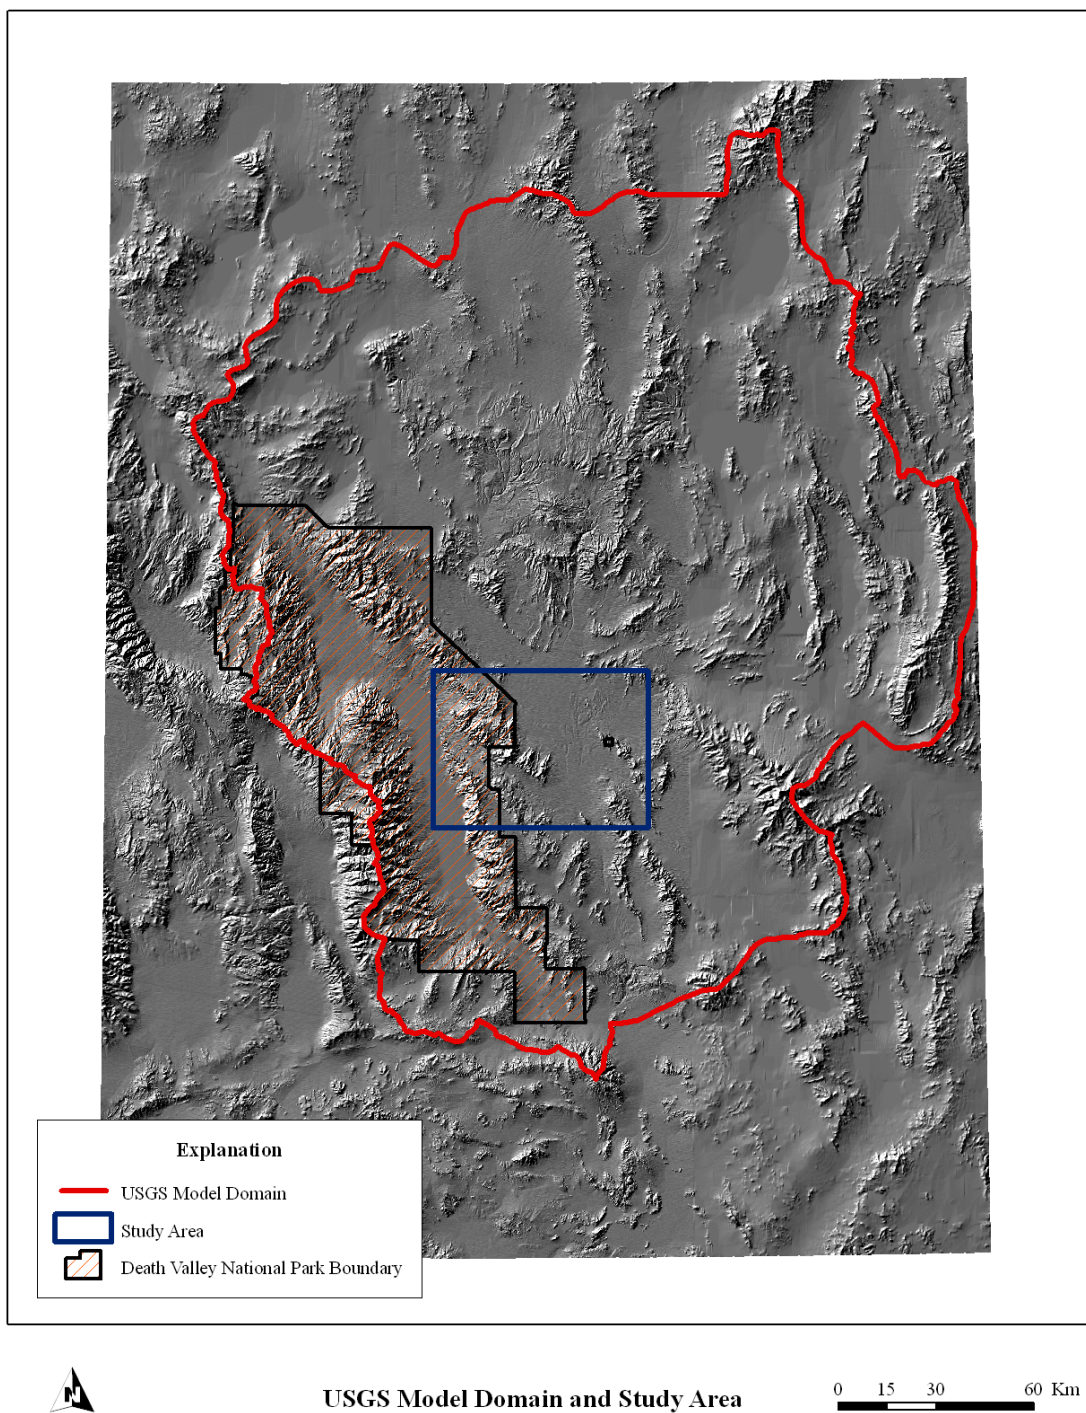 Explanation
USGS Model Domain
Study Area
Death Valley National Park Boundary
N
USGS Model Domain and Study Area
0 15 30 60 Km